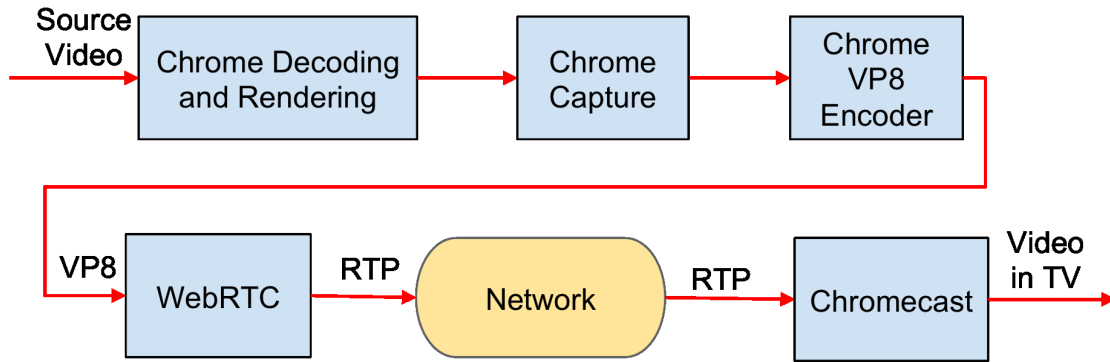 Source
Video
Chrome Decoding
and Rendering
Chrome
Capture
Chrome
VP8
Encoder
VP8
WebRTC
RTP
Network
RTP
Chromecast
Video
in TV